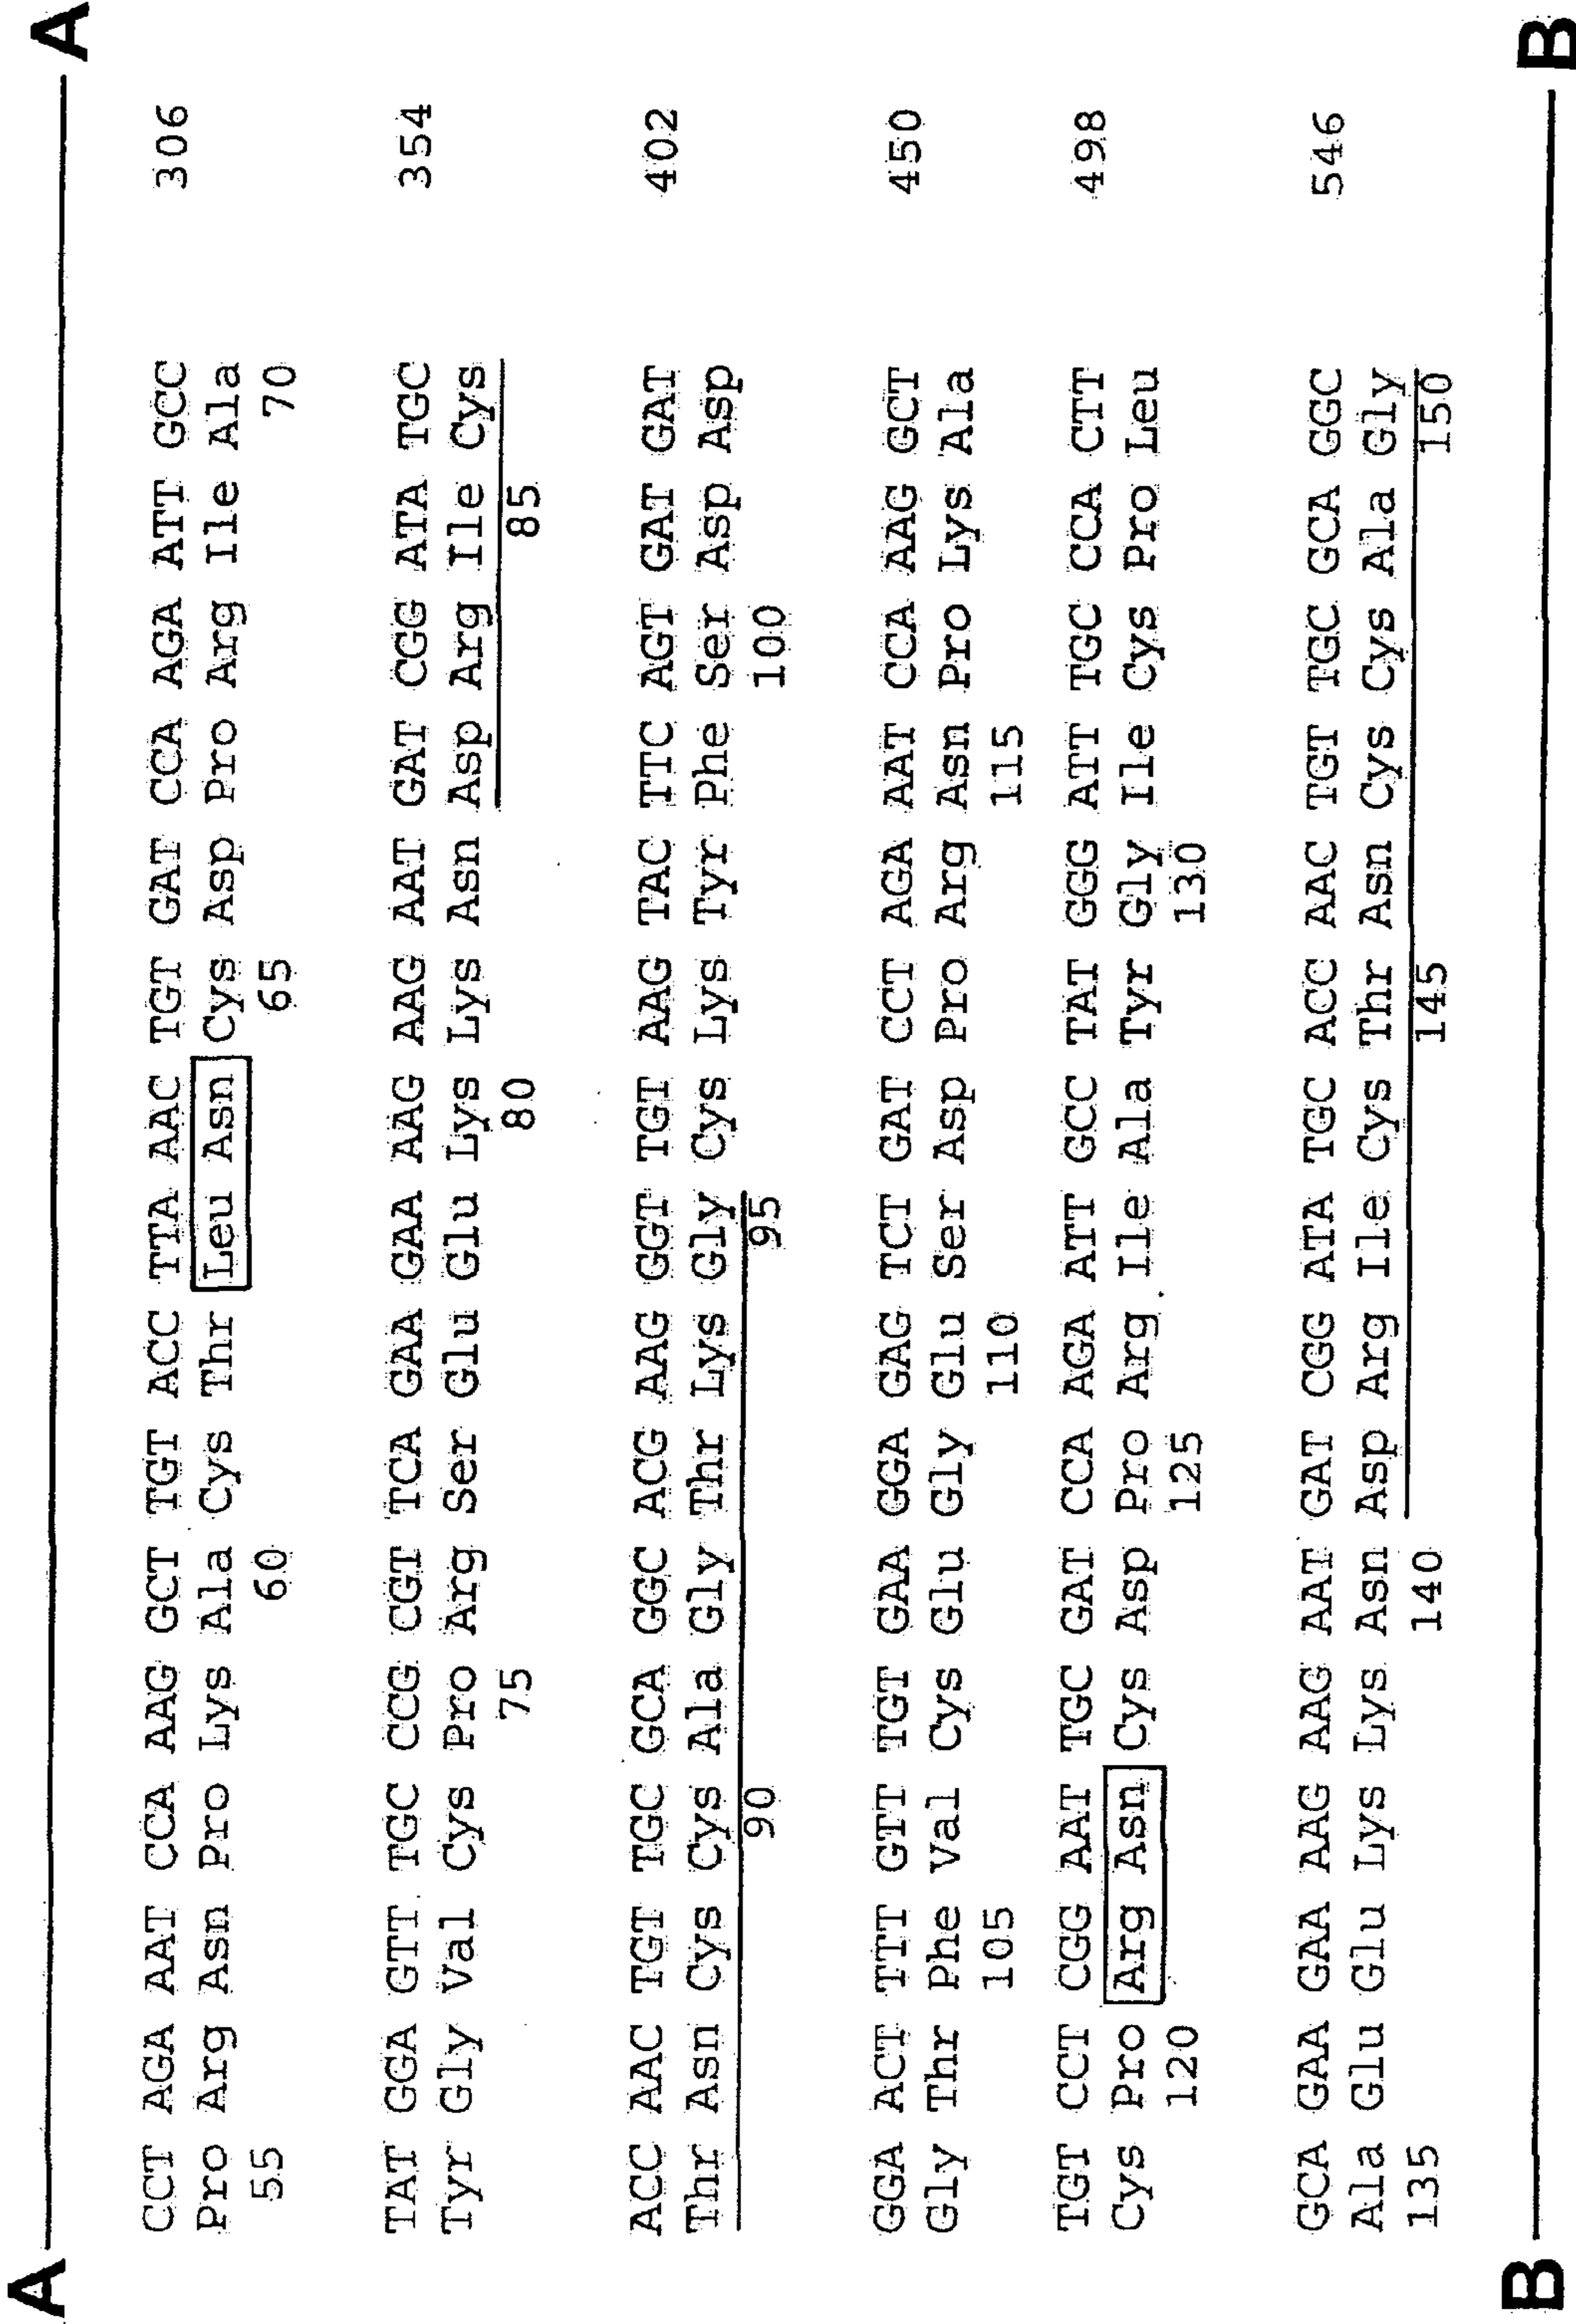 A A
CCT AGA AAT CCA AAG GCT TGT ACC TTA AAC TGT GAT CCA AGA ATT GCC 306
Pro Arg Asn Pro Lys Ala Cys Thr Leu Asn Cys Asp Pro Arg Ile Ala
55 60 65 70
TAT GGA GTT TGC CCG CGT TCA GAA GAA AAG AAG AAT GAT CGG ATA TGC 354
Tyr Gly Val Cys Pro Arg Ser Glu Glu Lys Lys Asn Asp Arg Ile Cys
75 80 85
ACC AAC TGT TGC GCA GGC ACG AAG GGT TGT AAG TAC TTC AGT GAT GAT 402
Thr Asn Cys Cys Ala Gly Thr Lys Gly Cys Lys Tyr Phe Ser Asp Asp
90 95 100
GGA ACT TTT GTT TGT GAA GGA GAG TCT GAT CCT AGA AAT CCA AAG GCT 450
Gly Thr Phe Val Cys Glu Gly Glu Ser Asp Pro Arg Asn Pro Lys Ala
105 110 115
TGT CCT CGG AAT TGC GAT CCA AGA ATT GCC TAT GGG ATT TGC CCA CTT 498
Cys Pro Arg Asn Cys Asp Pro Arg Ile Ala Tyr Gly Ile Cys Pro Leu
120 125 130
GCA GAA GAA AAG AAG AAT GAT CGG ATA TGC ACC AAC TGT TGC GCA GGC 546
Ala Glu Glu Lys Lys Asn Asp Arg Ile Cys Thr Asn Cys Cys Ala Gly
135 140 145 150
B B